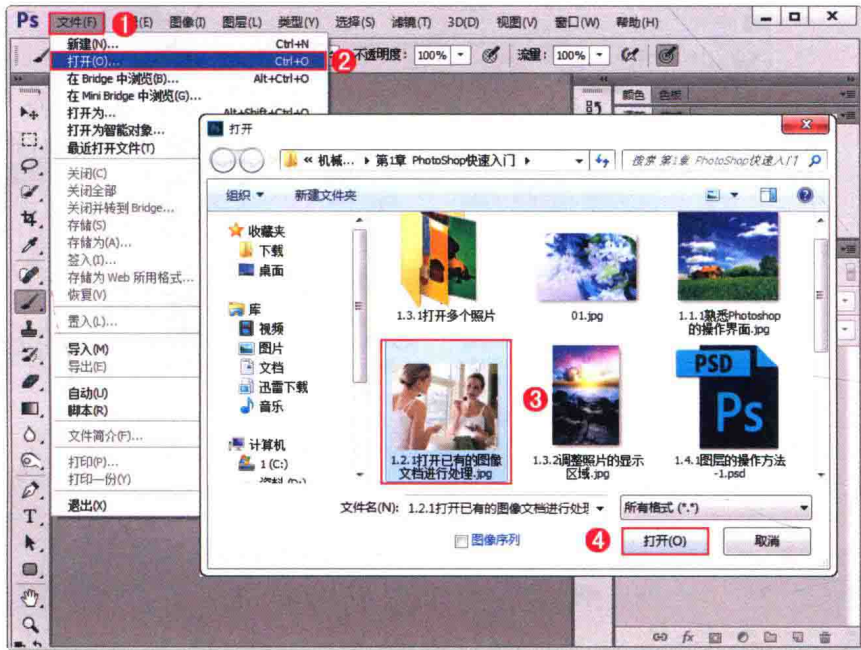 Ps 文件(F) (E) 图像(I) 图层(L) 类型(Y) 选择(S) 滤镜(T) 3D(D) 视图(V) 窗口(W) 帮助(H)
1
新建(N)... Ctrl+N
打开(O)... Ctrl+O
2
不透明度: 100% 流量: 100%
在 Bridge 中浏览(B)... Alt+Ctrl+O
在 Mini Bridge 中浏览(G)...
打开为... Alt+Shift+Ctrl+O
打开为智能对象...
最近打开文件(T)
关闭(C)
关闭全部
关闭并转到 Bridge...
存储(S)
存储为(A)...
签入(I)...
存储为 Web 所用格式...
恢复(V)
置入(L)...
导入(M)
导出(E)
自动(U)
脚本(R)
文件简介(F)...
打印(P)...
打印一份(Y)
退出(X)
颜色 色板
打开
« 机械... 第1章 PhotoShop快速入门
搜索 第1章 PhotoShop快速入门
组织 新建文件夹
收藏夹
下载
桌面
库
视频
图片
文档
迅雷下载
音乐
计算机
1 (C:)
资料 (D:)
1.3.1打开多个照片
01.jpg
1.1.1熟悉Photoshop
的操作界面.jpg
1.2.1打开已有的图像
文档进行处理.jpg
3
1.3.2调整照片的显示
区域.jpg
PSD
Ps
1.4.1图层的操作方法
-1.psd
文件名(N): 1.2.1打开已有的图像文档进行处理 所有格式 (*.*)
图像序列
4
打开(O) 取消
T
fx